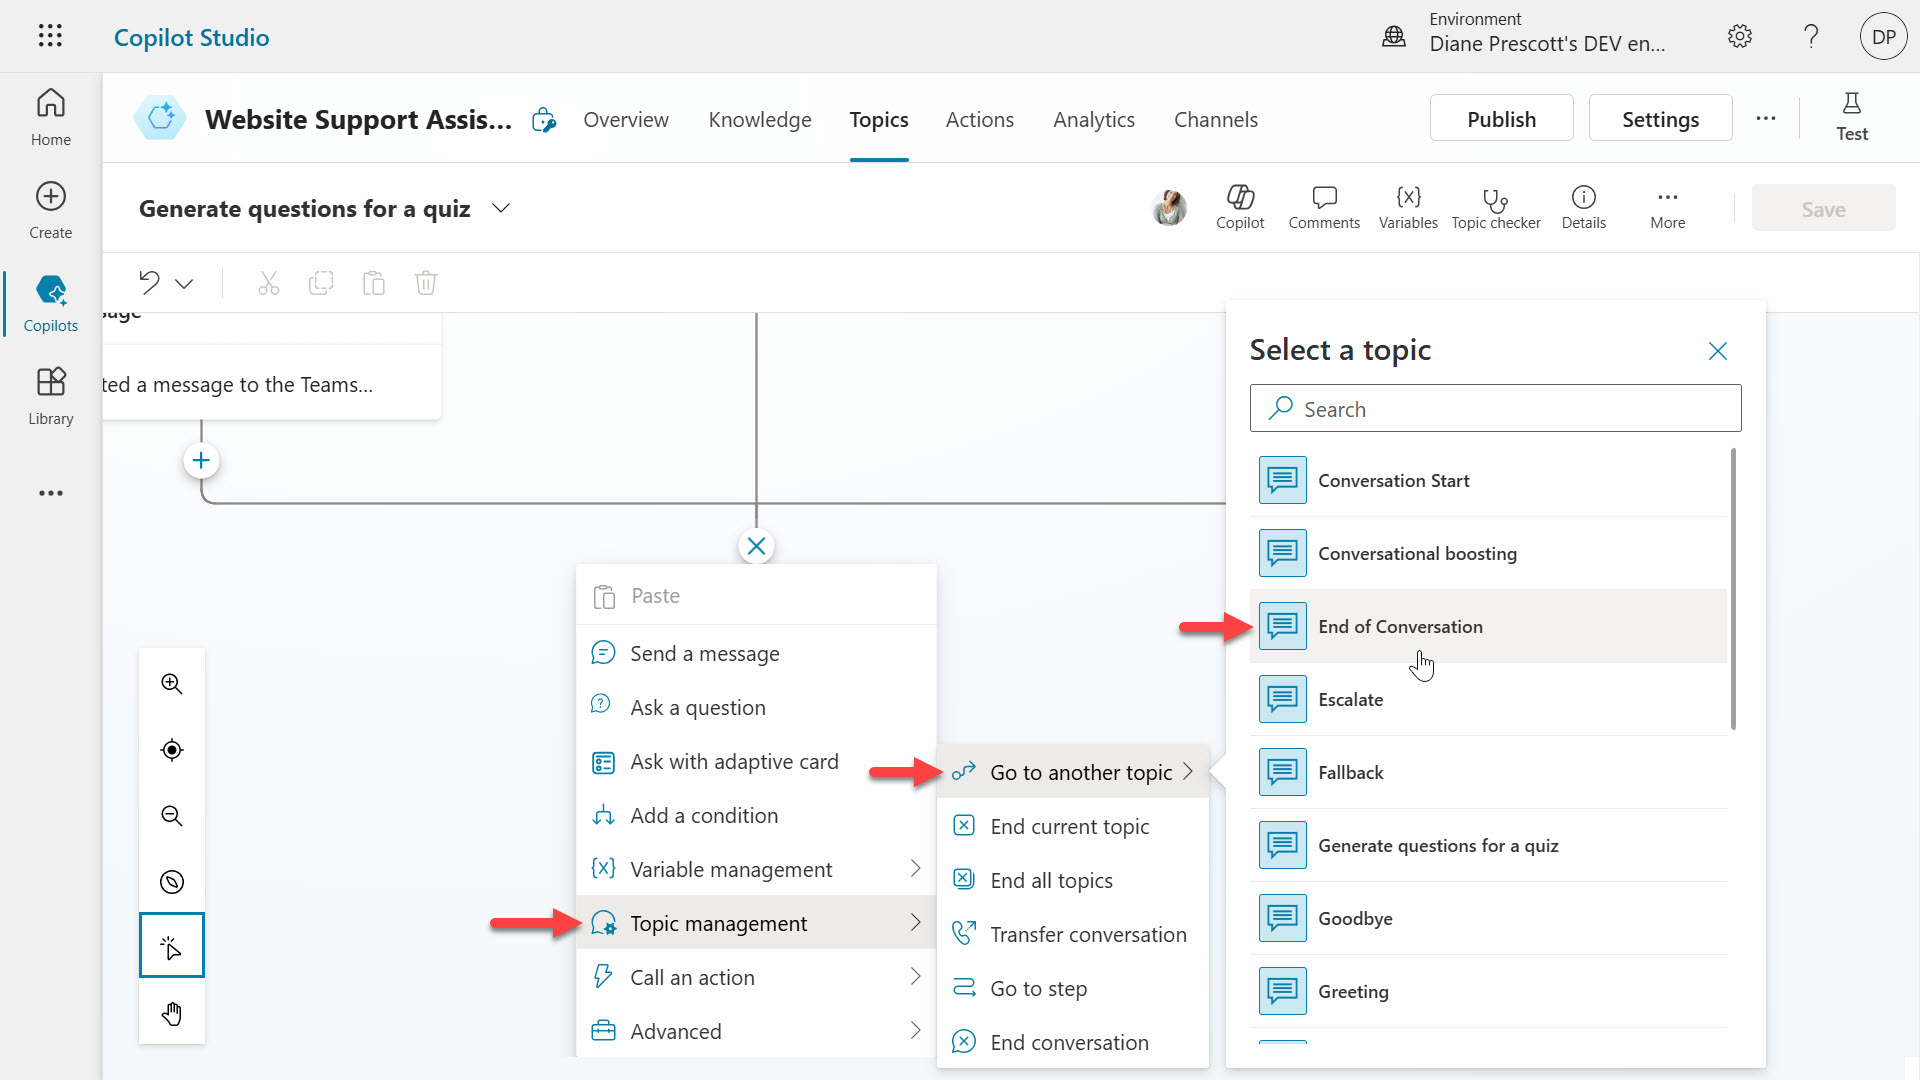 Copilot Studio
Environment
Diane Prescott's DEV en...
DP
Home
Create
Copilots
Library
Website Support Assis...
Overview
Knowledge
Topics
Actions
Analytics
Channels
Publish
Settings
Test
Generate questions for a quiz
Copilot
Comments
Variables
Topic checker
Details
More
Save
sage
ted a message to the Teams...
Paste
Send a message
Ask a question
Ask with adaptive card
Add a condition
Variable management
Topic management
Call an action
Advanced
Go to another topic
End current topic
End all topics
Transfer conversation
Go to step
End conversation
Select a topic
Search
Conversation Start
Conversational boosting
End of Conversation
Escalate
Fallback
Generate questions for a quiz
Goodbye
Greeting